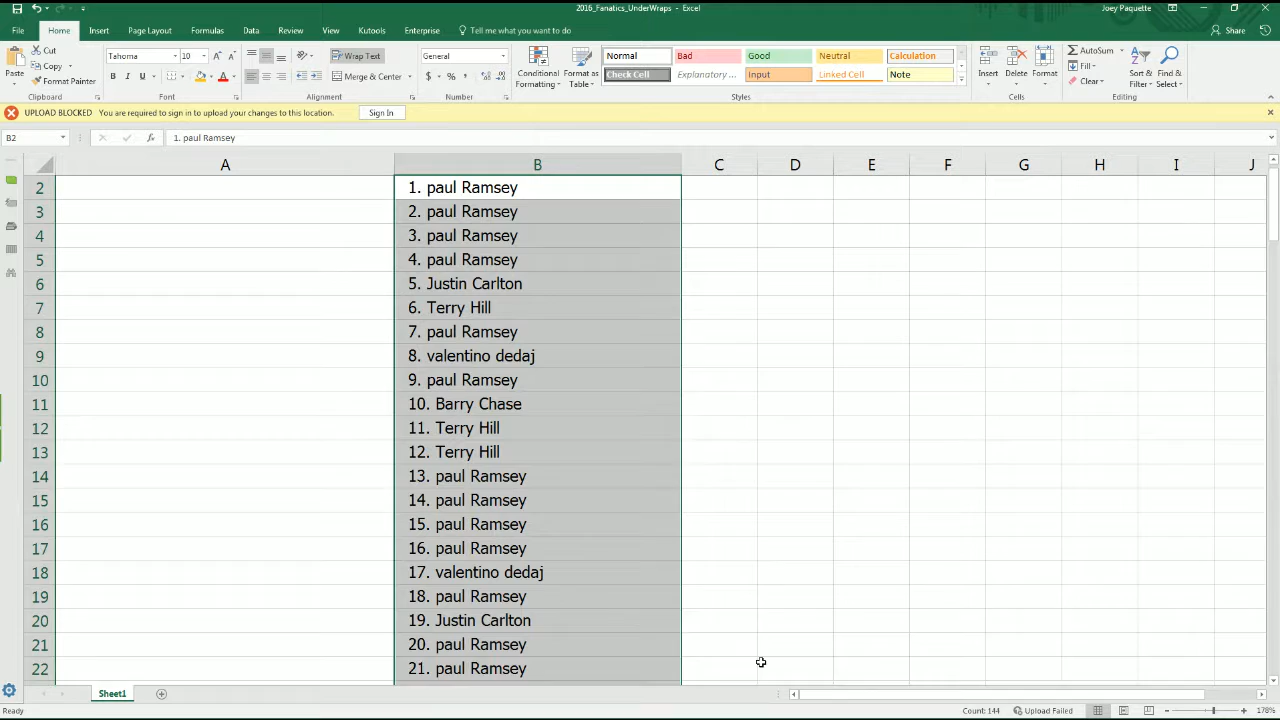 2016_Fanatics_UnderWraps - Excel
Joey Paquette
File Home Insert Page Layout Formulas Data Review View Kutools Enterprise Tell me what you want to do... Share
Paste
Cut
Copy
Format Painter
Clipboard
Tahoma 10
B I U
Font
Wrap Text
Merge & Center
Alignment
General
$ % ,
Number
Conditional Formatting
Format as Table
Normal Bad Good Neutral Calculation
Check Cell Explanatory ... Input Linked Cell Note
Styles
Insert Delete Format
Cells
AutoSum
Fill
Clear
Sort & Filter
Find & Select
Editing
UPLOAD BLOCKED You are required to sign in to upload your changes to this location. Sign In
B2 fx 1. paul Ramsey
A B C D E F G H I J
2 1. paul Ramsey
3 2. paul Ramsey
4 3. paul Ramsey
5 4. paul Ramsey
6 5. Justin Carlton
7 6. Terry Hill
8 7. paul Ramsey
9 8. valentino dedaj
10 9. paul Ramsey
11 10. Barry Chase
12 11. Terry Hill
13 12. Terry Hill
14 13. paul Ramsey
15 14. paul Ramsey
16 15. paul Ramsey
17 16. paul Ramsey
18 17. valentino dedaj
19 18. paul Ramsey
20 19. Justin Carlton
21 20. paul Ramsey
22 21. paul Ramsey
Sheet1
Ready Count: 144 Upload Failed 178%